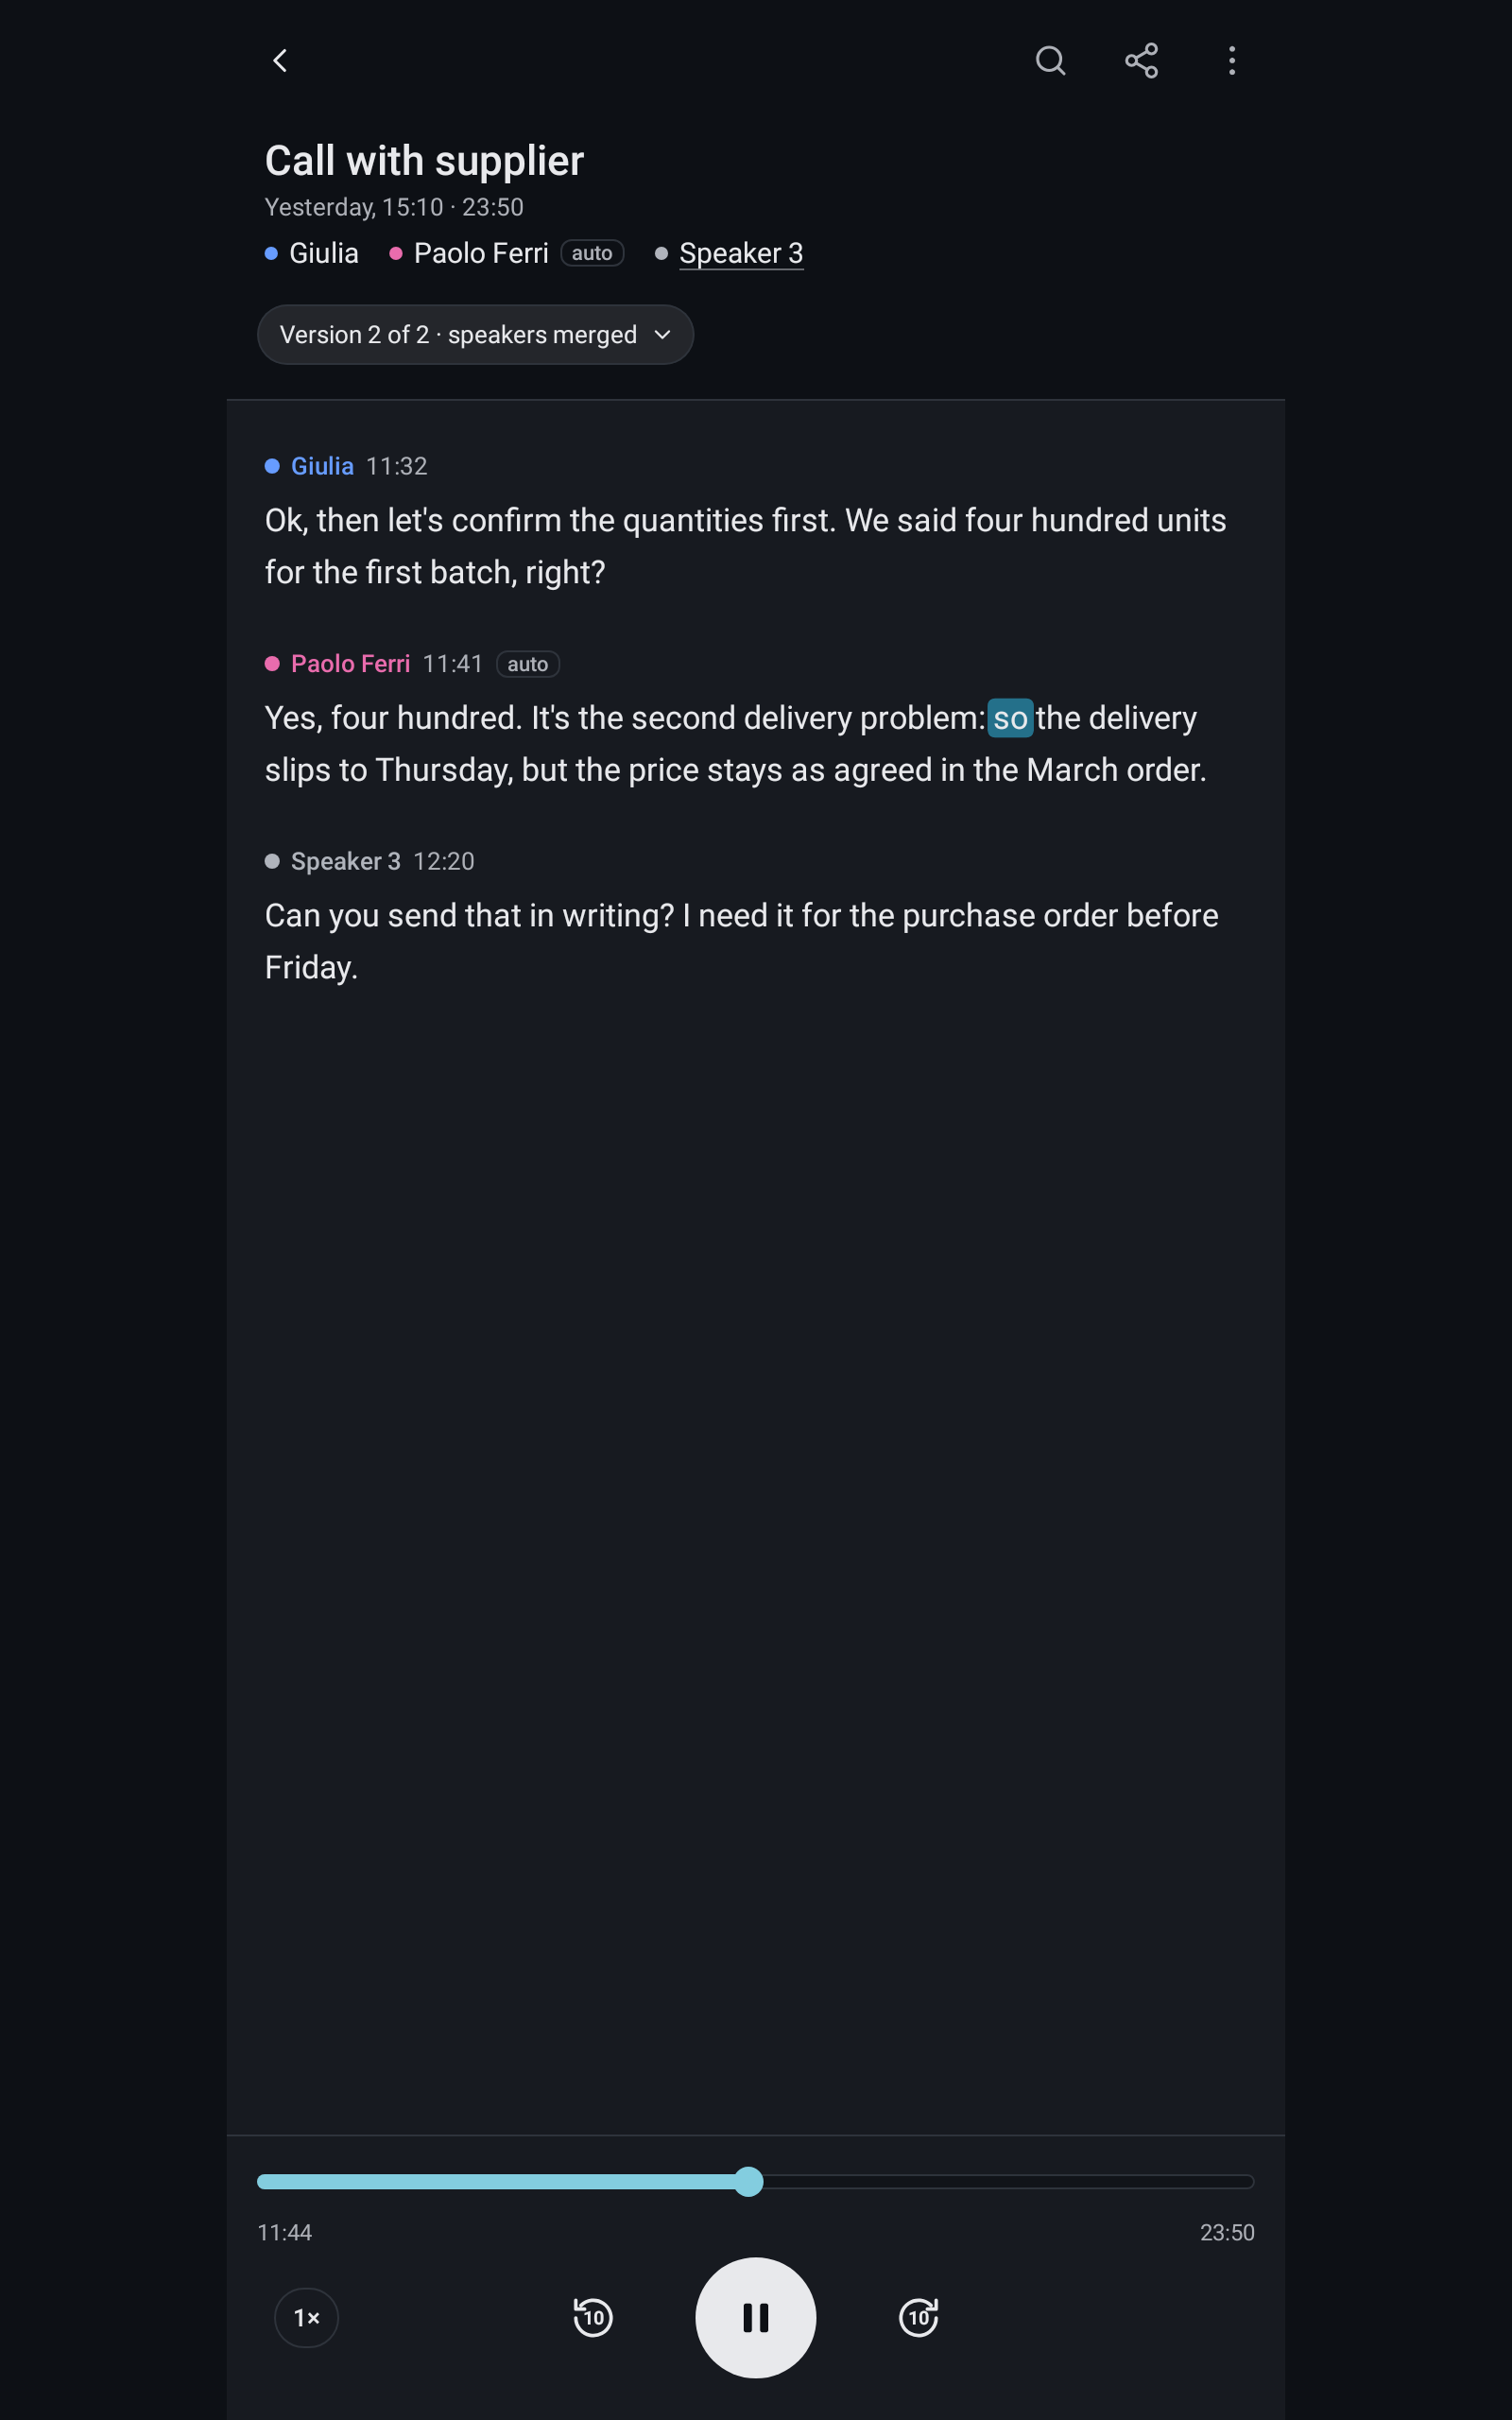 Call with supplier
Yesterday, 15:10 · 23:50
Giulia Paolo Ferri auto Speaker 3
Version 2 of 2 · speakers merged
Giulia 11:32
Ok, then let's confirm the quantities first. We said four hundred units
for the first batch, right?
Paolo Ferri 11:41 auto
Yes, four hundred. It's the second delivery problem: so the delivery
slips to Thursday, but the price stays as agreed in the March order.
Speaker 3 12:20
Can you send that in writing? I need it for the purchase order before
Friday.
11:44 23:50
1× 10 10